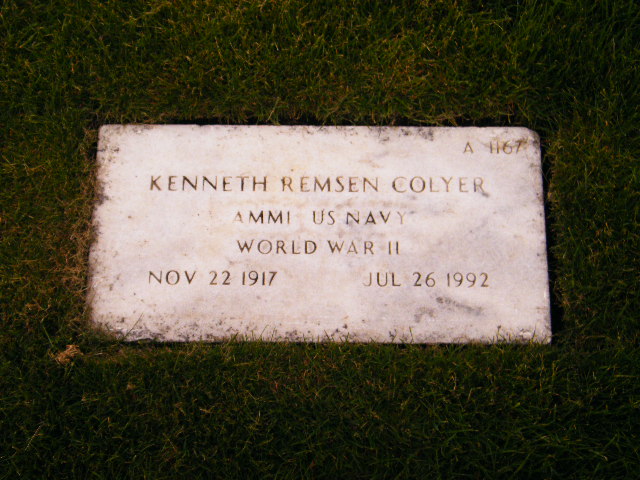 A 1167
KENNETH REMSEN COLYER
AMM1 US NAVY
WORLD WAR II
NOV 22 1917 JUL 26 1992